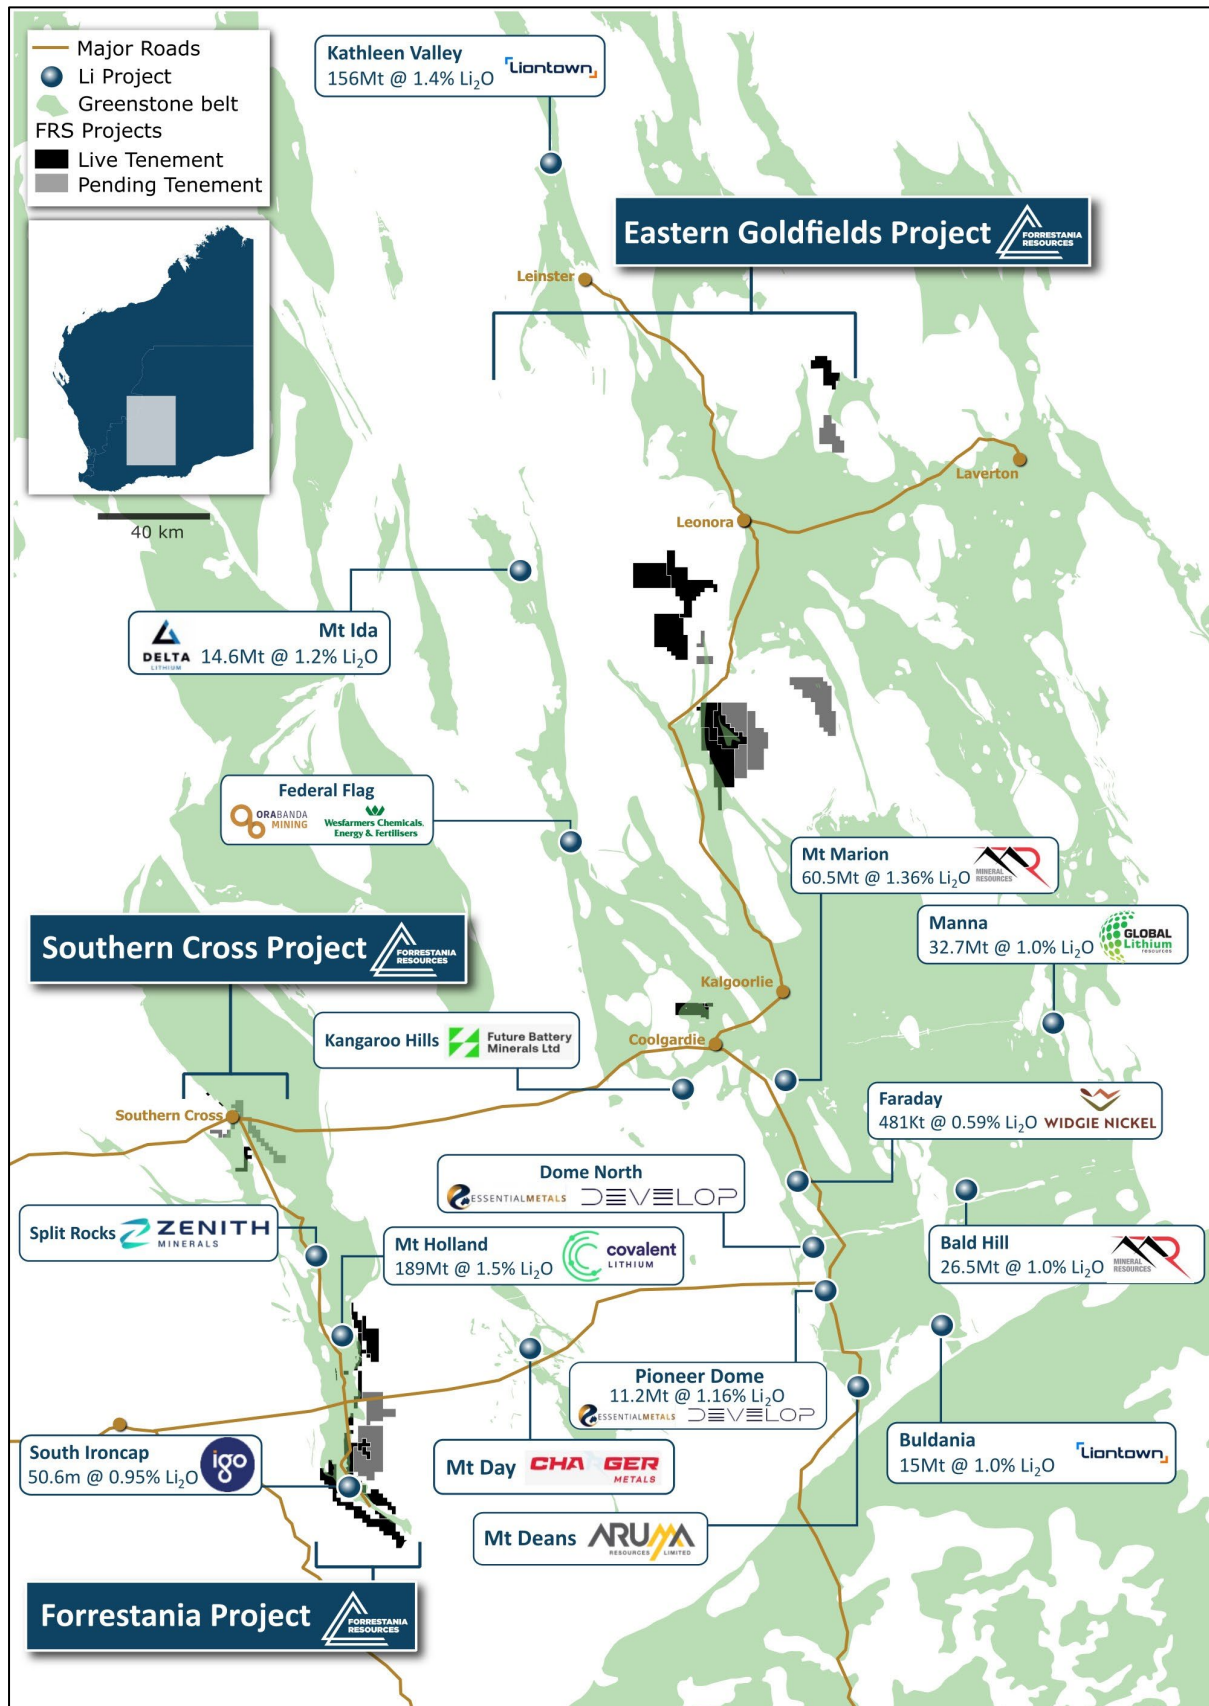 Major Roads
Li Project
Greenstone belt
FRS Projects
Live Tenement
Pending Tenement
40 km
Kathleen Valley
156Mt @ 1.4% Li₂O
Liontown
Eastern Goldfields Project
FORRESTANIA
RESOURCES
Leinster
Laverton
Leonora
Mt Ida
DELTA
LITHIUM
14.6Mt @ 1.2% Li₂O
Federal Flag
ORABANDA
MINING
Wesfarmers Chemicals,
Energy & Fertilisers
Mt Marion
60.5Mt @ 1.36% Li₂O
MINERAL
RESOURCES
Manna
32.7Mt @ 1.0% Li₂O
GLOBAL
Lithium
resources
Southern Cross Project
FORRESTANIA
RESOURCES
Kalgoorlie
Kangaroo Hills
Future Battery
Minerals Ltd
Coolgardie
Southern Cross
Faraday
481Kt @ 0.59% Li₂O
WIDGIE NICKEL
Dome North
ESSENTIALMETALS
DEVELOP
Split Rocks
ZENITH
MINERALS
Mt Holland
189Mt @ 1.5% Li₂O
covalent
LITHIUM
Bald Hill
26.5Mt @ 1.0% Li₂O
MINERAL
RESOURCES
Pioneer Dome
11.2Mt @ 1.16% Li₂O
ESSENTIALMETALS
DEVELOP
South Ironcap
50.6m @ 0.95% Li₂O
igo
Mt Day
CHARGER
METALS
Buldania
15Mt @ 1.0% Li₂O
Liontown
Mt Deans
ARUMA
RESOURCES LIMITED
Forrestania Project
FORRESTANIA
RESOURCES